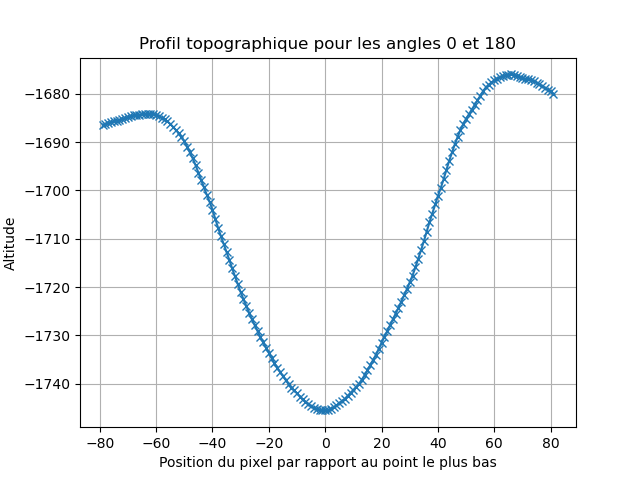 Profil topographique pour les angles 0 et 180
Altitude
−1680
−1690
−1700
−1710
−1720
−1730
−1740
−80 −60 −40 −20 0 20 40 60 80
Position du pixel par rapport au point le plus bas